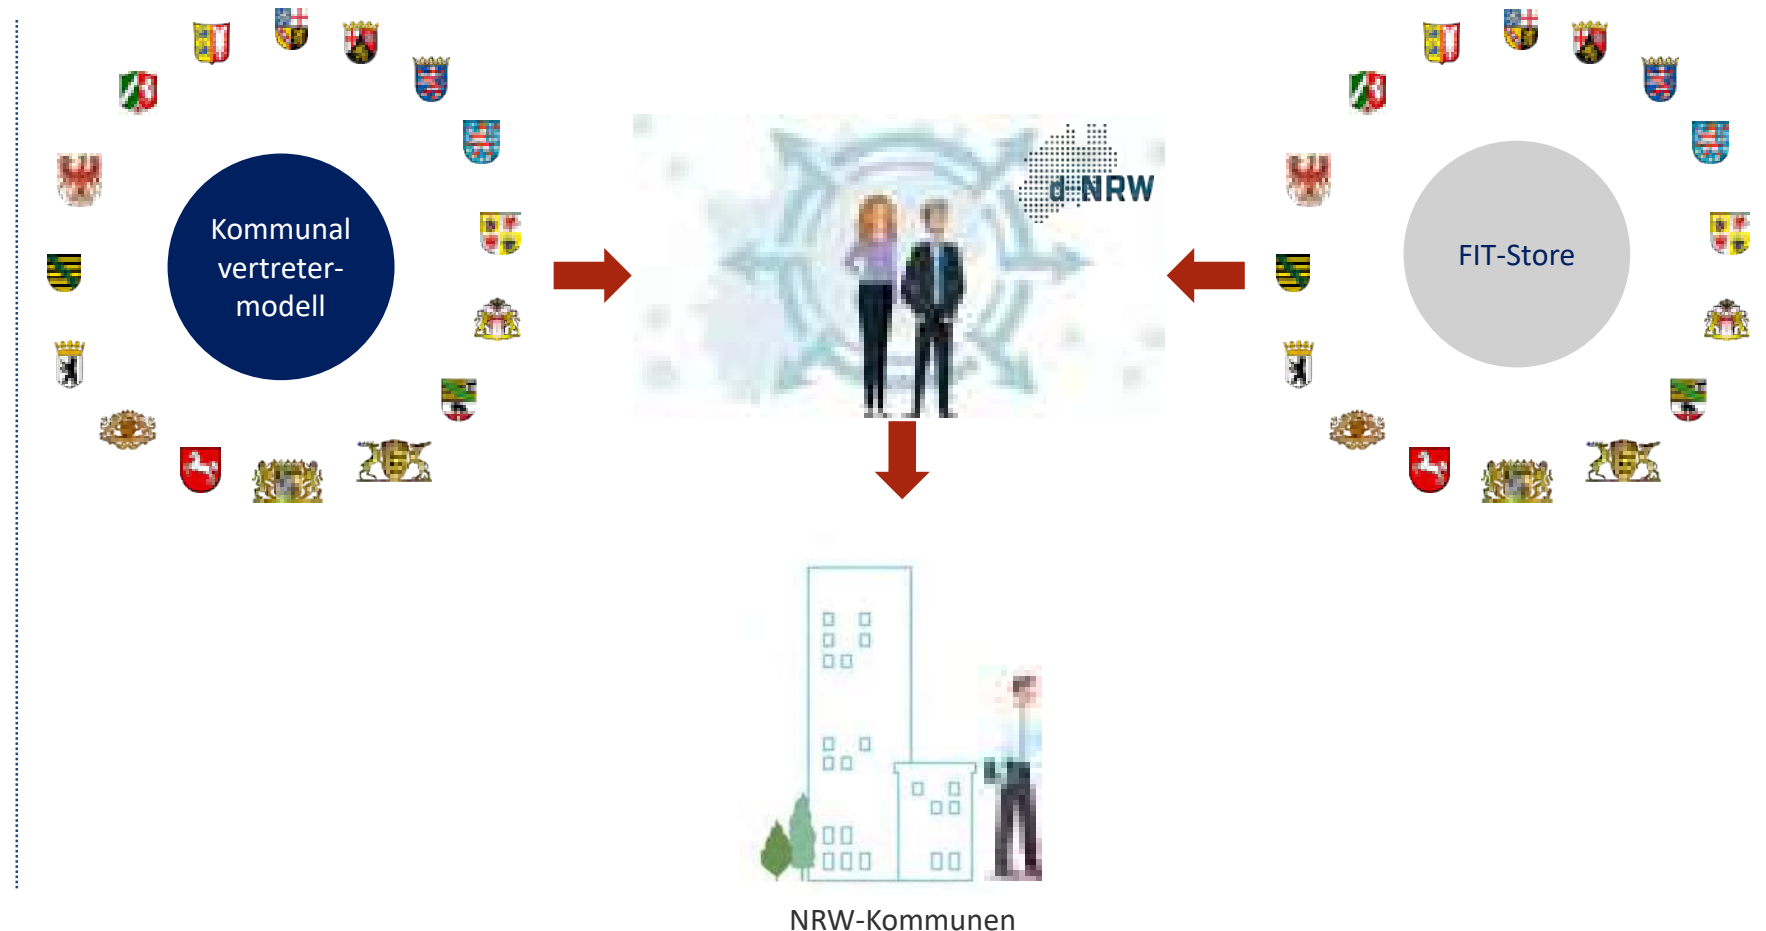 Kommunal
vertreter-
modell
d-NRW
FIT-Store
NRW-Kommunen